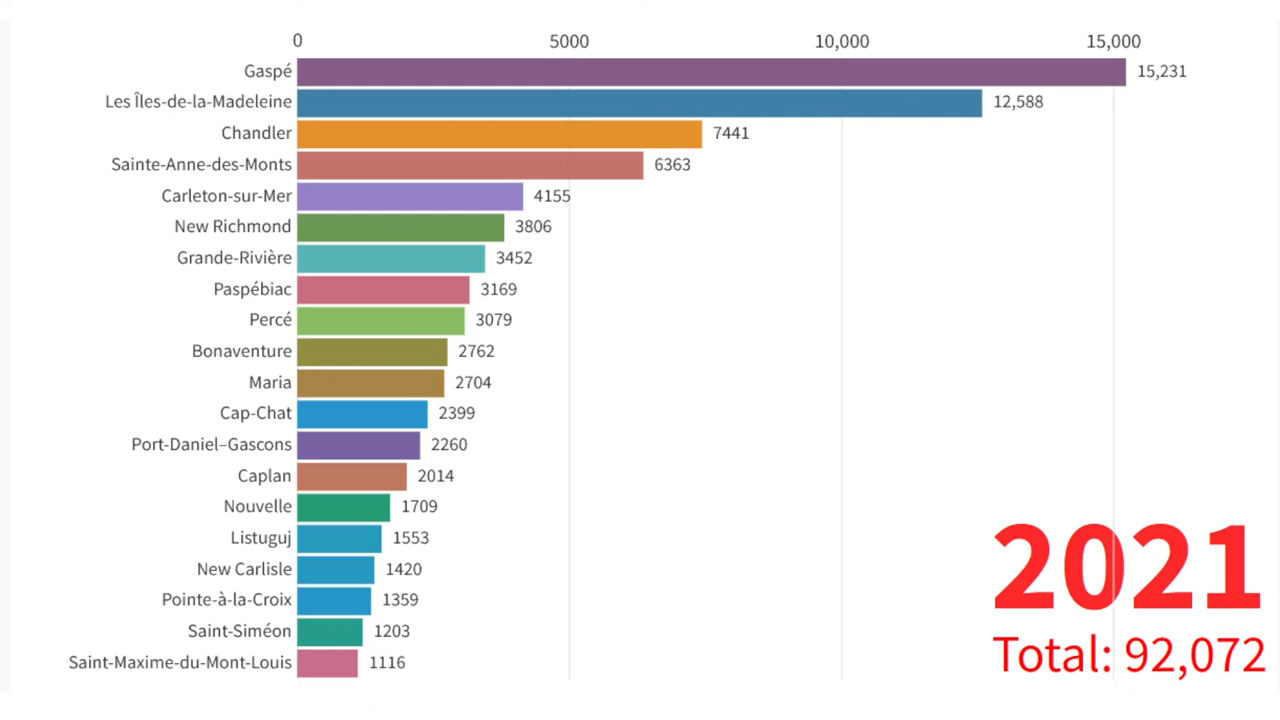 0 5000 10,000 15,000
Gaspé 15,231
Les Îles-de-la-Madeleine 12,588
Chandler 7441
Sainte-Anne-des-Monts 6363
Carleton-sur-Mer 4155
New Richmond 3806
Grande-Rivière 3452
Paspébiac 3169
Percé 3079
Bonaventure 2762
Maria 2704
Cap-Chat 2399
Port-Daniel–Gascons 2260
Caplan 2014
Nouvelle 1709
Listuguj 1553
New Carlisle 1420
Pointe-à-la-Croix 1359
Saint-Siméon 1203
Saint-Maxime-du-Mont-Louis 1116
2021
Total: 92,072